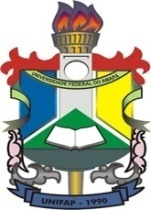 UNIVERSIDADE FEDERAL DO AMAPÁ
UNIFAP - 1990